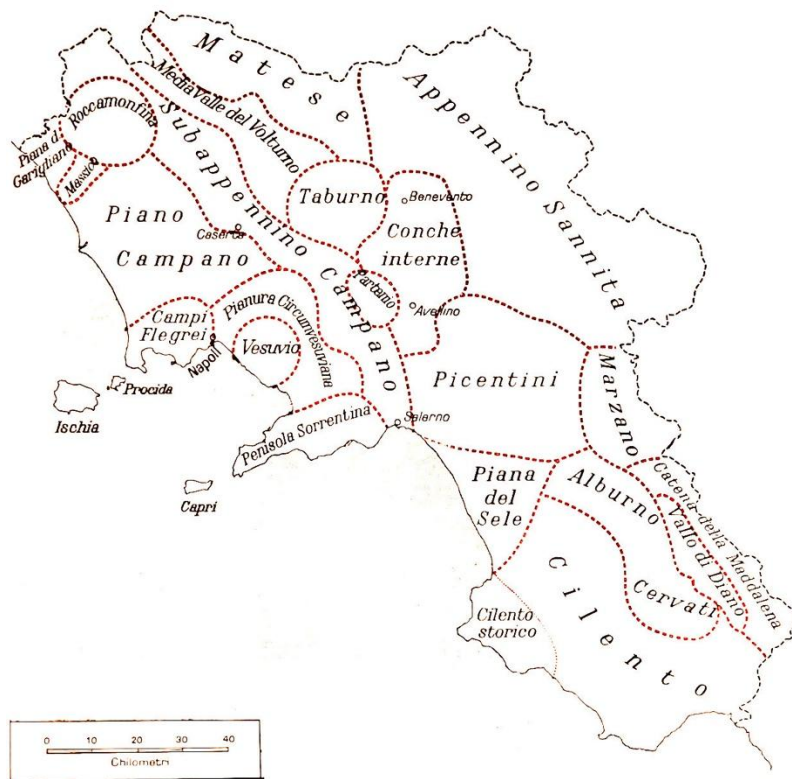 Matese
Appennino Sannita
Media Valle del Volturno
Roccamonfina
Piana d.
Garigliano
Massico
Subappennino Campano
Taburno
Benevento
Piano
Campano
Caserta
Conche
interne
Partenio
Avellino
Campi
Flegrei
Pianura Circumvesuviana
Vesuvio
Napoli
Procida
Ischia
Picentini
Marzano
Salerno
Penisola Sorrentina
Capri
Piana
del
Sele
Alburno
Catena della Maddalena
Vallo di Diano
Cervati
Cilento
Cilento
storico
0 10 20 30 40
Chilometri